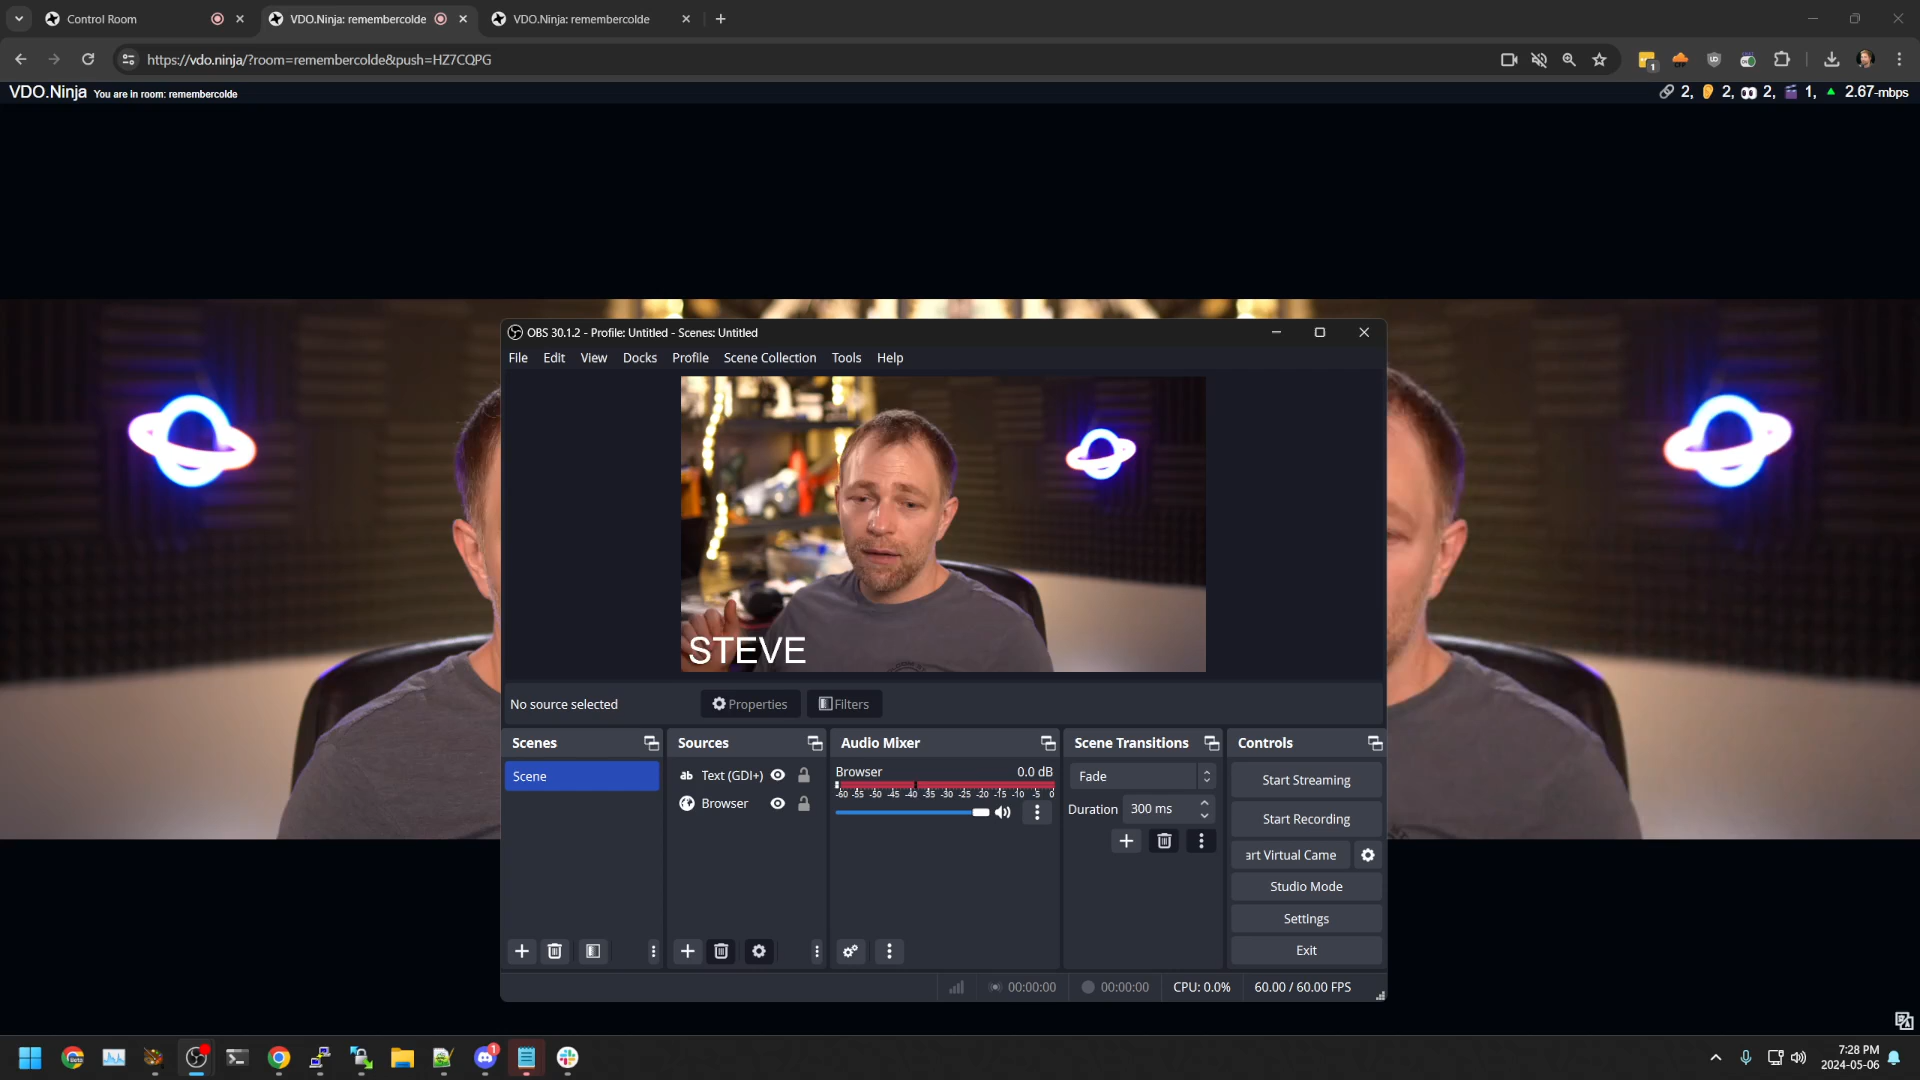 Control Room
VDO.Ninja: remembercolde
VDO.Ninja: remembercolde
https://vdo.ninja/?room=remembercolde&push=HZ7CQPG
1
VDO.Ninja You are in room: remembercolde
2, 2, 2, 1, 2.67-mbps
OBS 30.1.2 - Profile: Untitled - Scenes: Untitled
File Edit View Docks Profile Scene Collection Tools Help
STEVE
No source selected
Properties
Filters
Scenes
Sources
Audio Mixer
Scene Transitions
Controls
Scene
ab Text (GDI+)
Browser
Browser 0.0 dB
-60 -55 -50 -45 -40 -35 -30 -25 -20 -15 -10 -5 0
Fade
Duration 300 ms
Start Streaming
Start Recording
art Virtual Came
Studio Mode
Settings
Exit
00:00:00
00:00:00
CPU: 0.0%
60.00 / 60.00 FPS
Beta
1
7:28 PM
2024-05-06